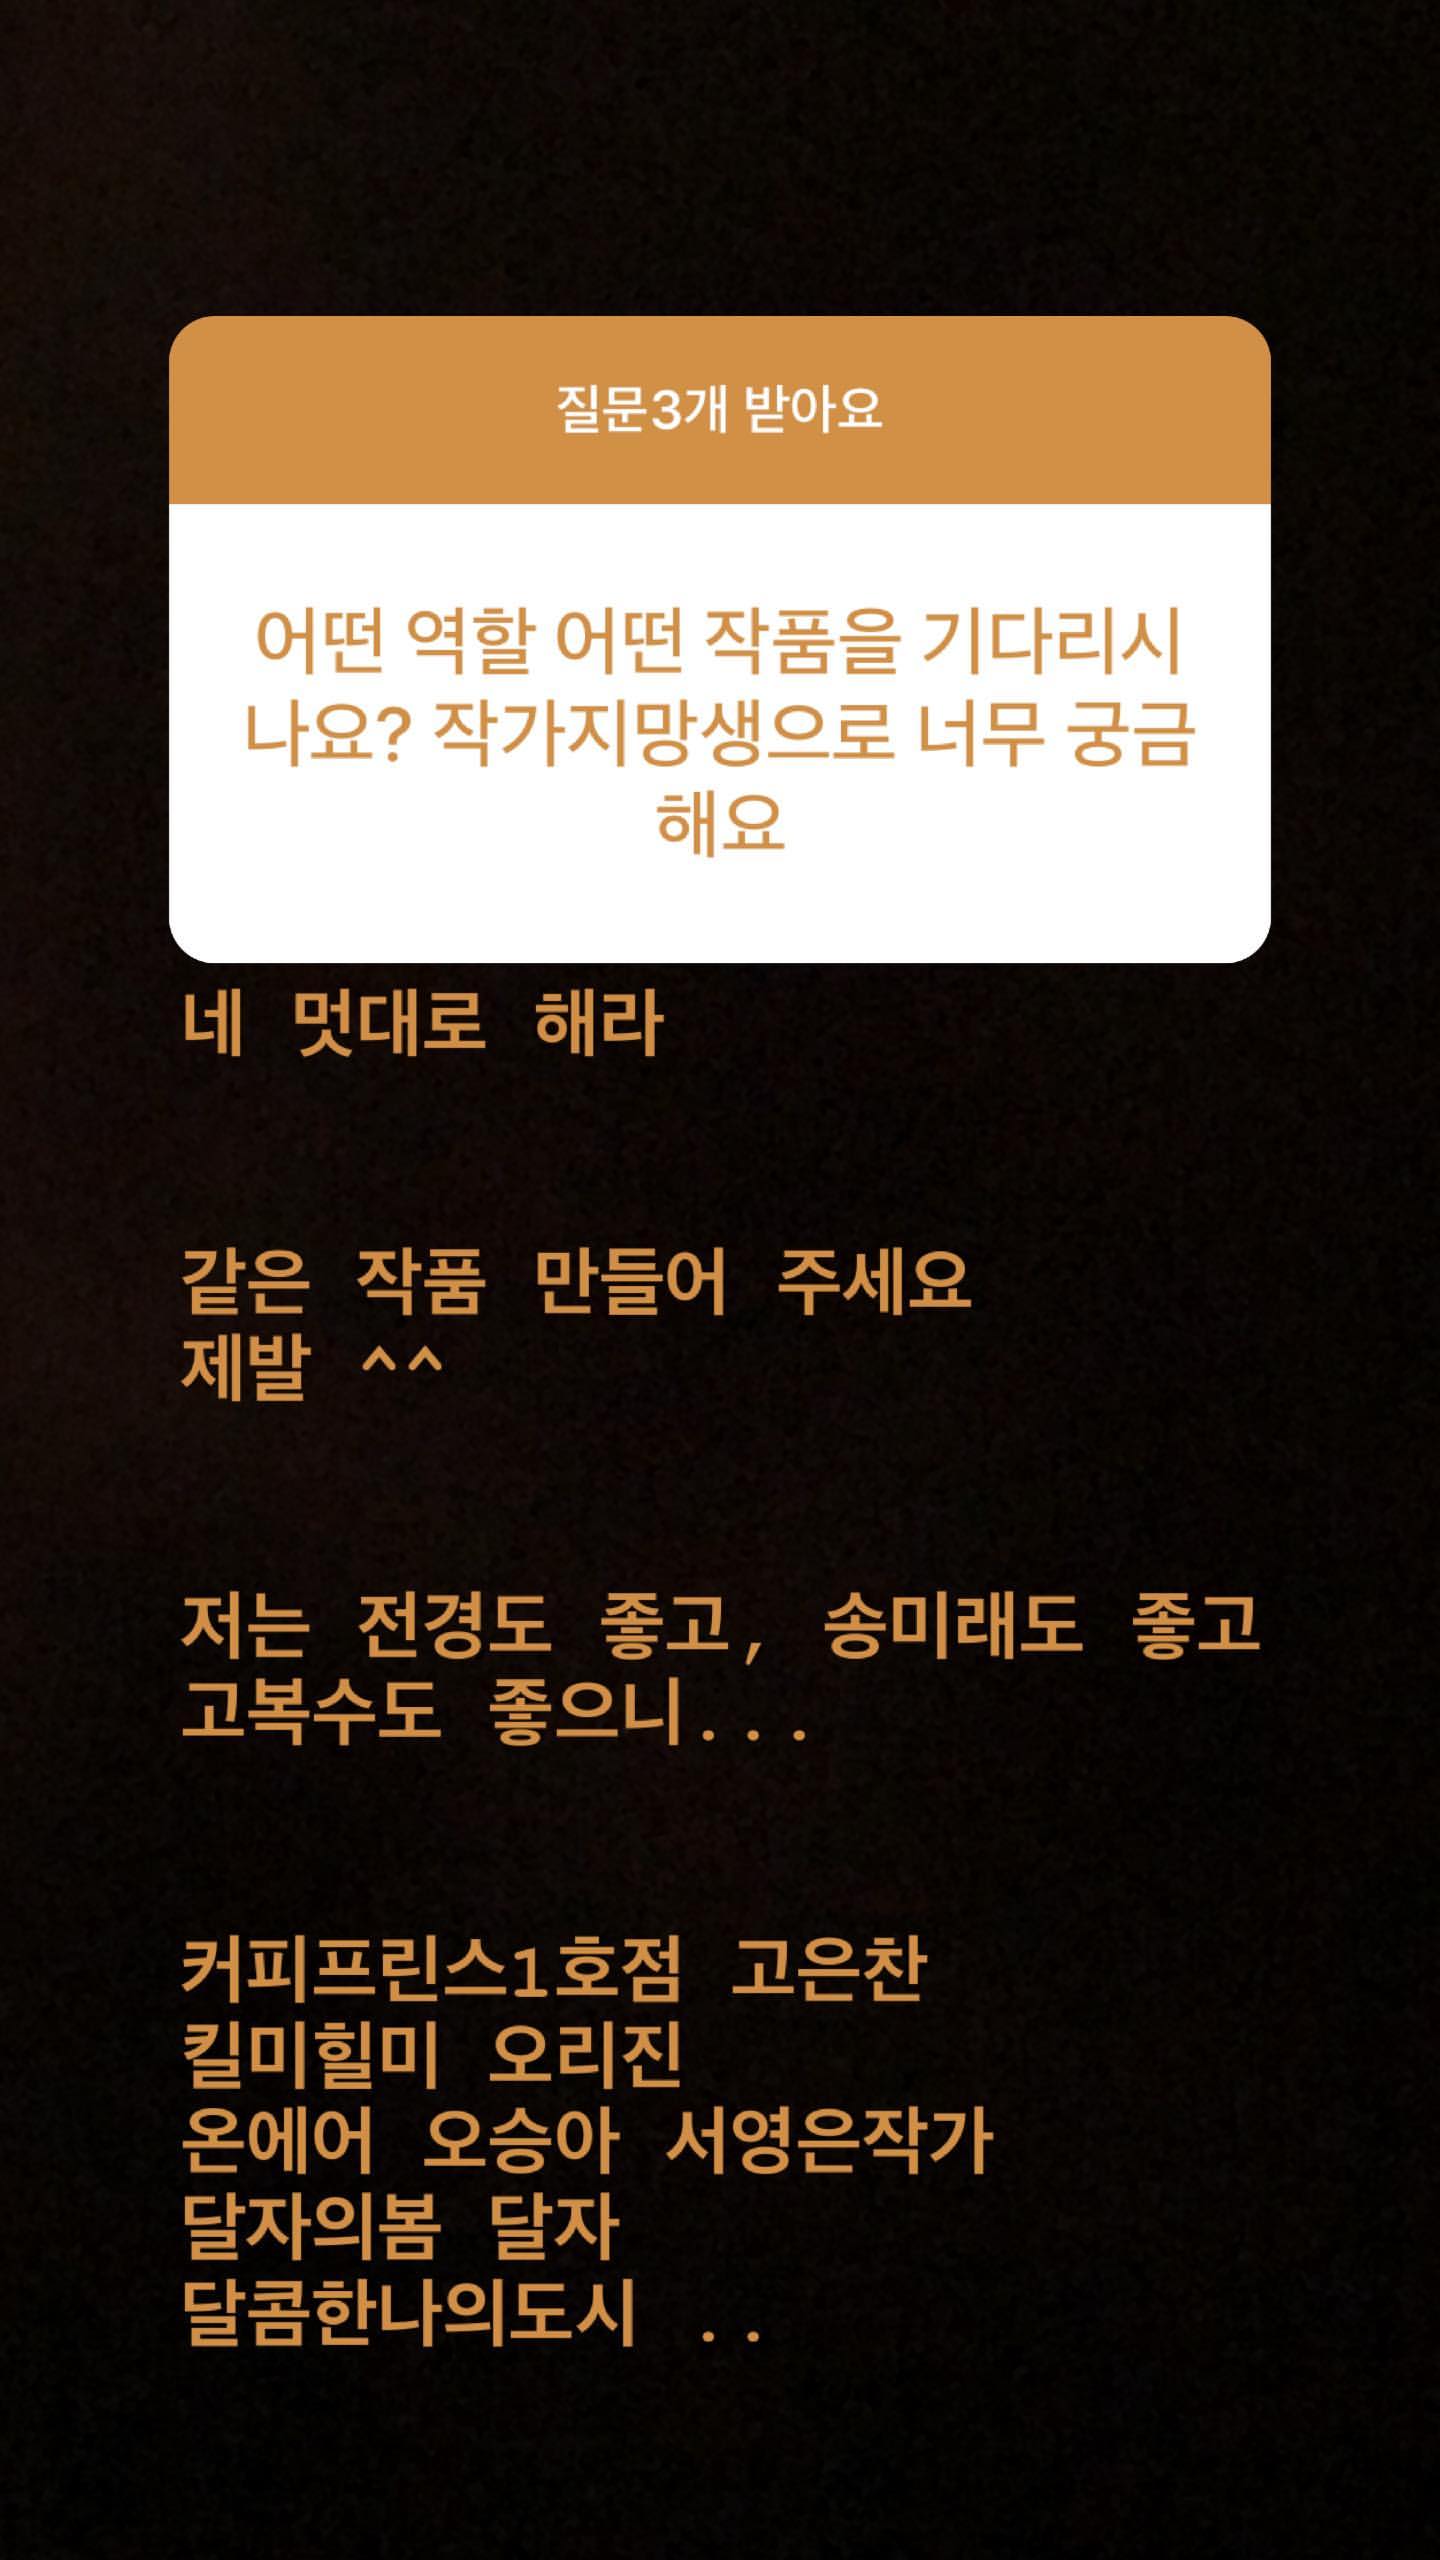 질문3개 받아요
어떤 역할 어떤 작품을 기다리시
나요? 작가지망생으로 너무 궁금
해요
네 멋대로 해라
같은 작품 만들어 주세요
제발 ^^
저는 전경도 좋고, 송미래도 좋고
고복수도 좋으니...
커피프린스1호점 고은찬
킬미힐미 오리진
온에어 오승아 서영은작가
달자의봄 달자
달콤한나의도시 ..